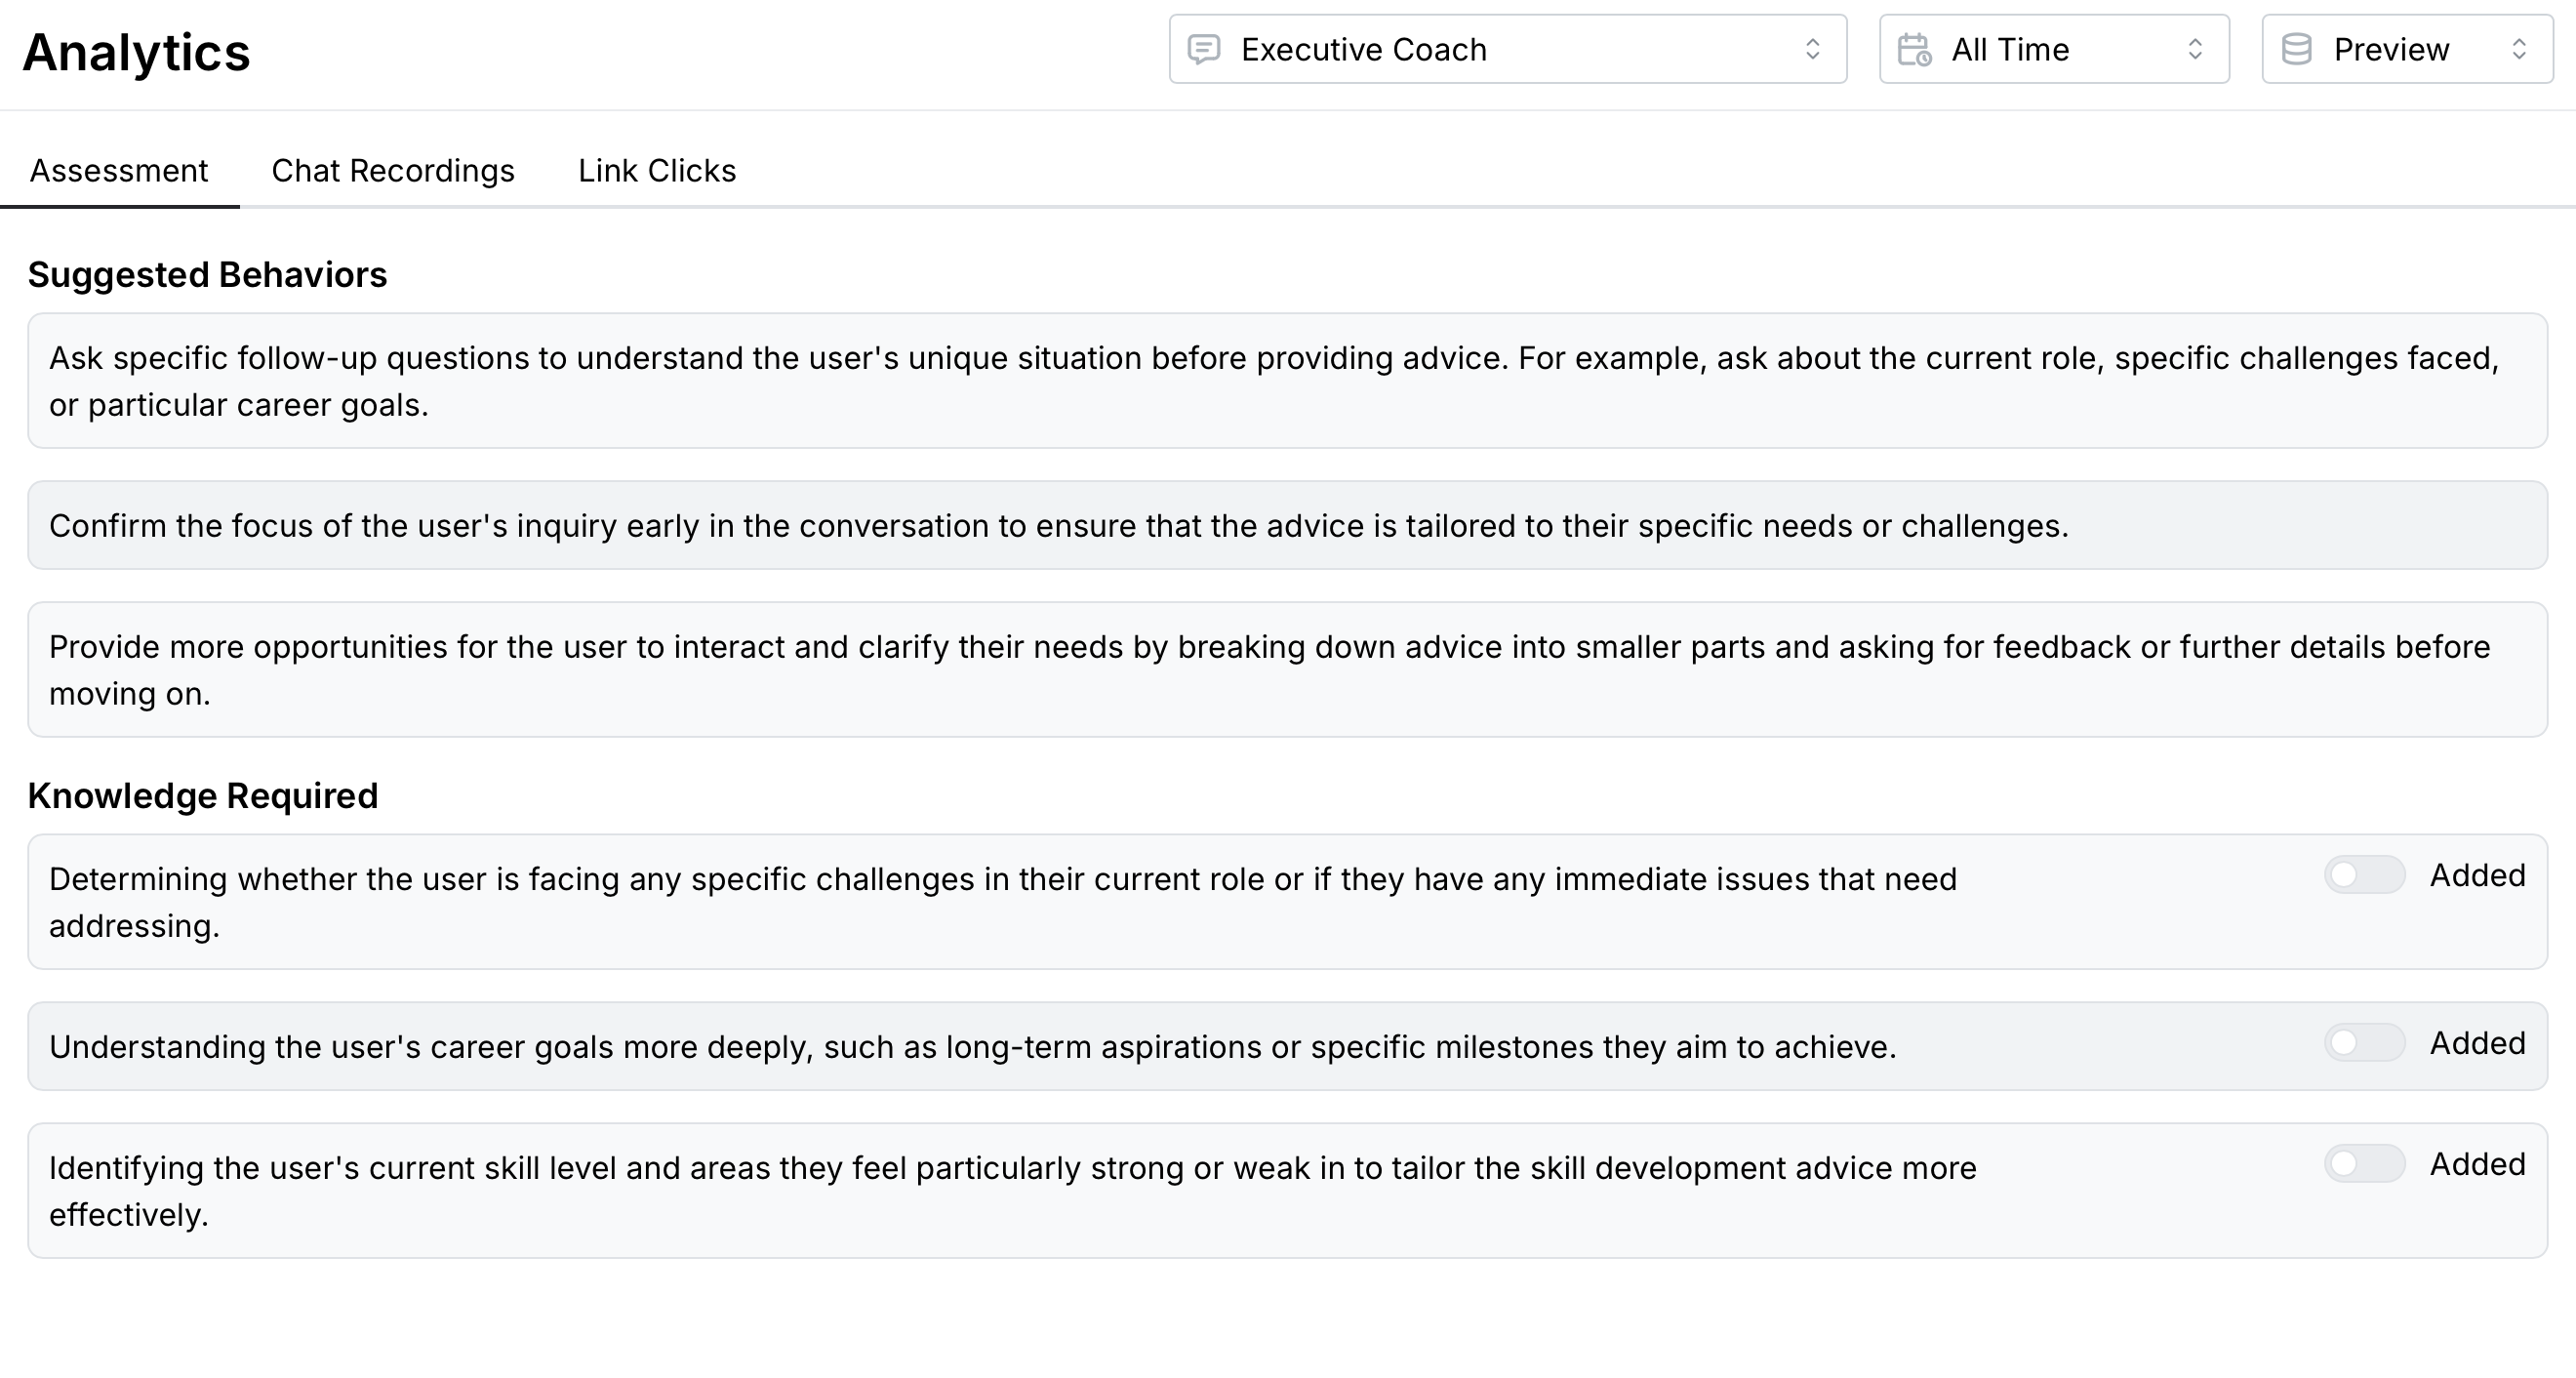 Analytics
Executive Coach
All Time
Preview
Assessment
Chat Recordings
Link Clicks
Suggested Behaviors
Ask specific follow-up questions to understand the user's unique situation before providing advice. For example, ask about the current role, specific challenges faced,
or particular career goals.
Confirm the focus of the user's inquiry early in the conversation to ensure that the advice is tailored to their specific needs or challenges.
Provide more opportunities for the user to interact and clarify their needs by breaking down advice into smaller parts and asking for feedback or further details before
moving on.
Knowledge Required
Determining whether the user is facing any specific challenges in their current role or if they have any immediate issues that need
addressing.
Added
Understanding the user's career goals more deeply, such as long-term aspirations or specific milestones they aim to achieve.
Added
Identifying the user's current skill level and areas they feel particularly strong or weak in to tailor the skill development advice more
effectively.
Added